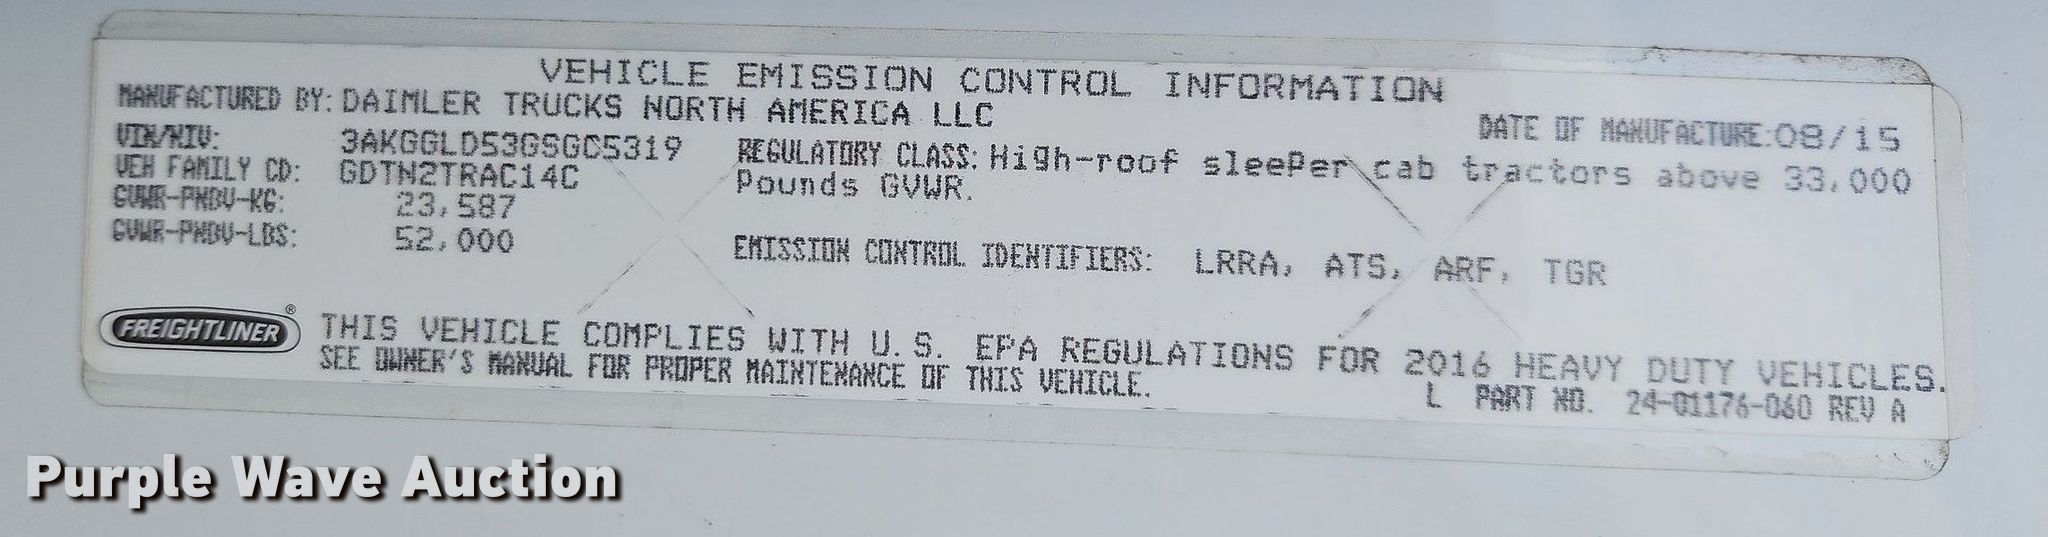 VEHICLE EMISSION CONTROL INFORMATION
MANUFACTURED BY: DAIMLER TRUCKS NORTH AMERICA LLC
DATE OF MANUFACTURE: 08/15
VIN/NIV: 3AKGGLD53GSGC5319
VEH FAMILY CD: GDTN2TRAC14C
GVWR-PNBV-KG: 23,587
GVWR-PNBV-LBS: 52,000
REGULATORY CLASS: High-roof sleeper cab tractors above 33,000
Pounds GVWR.
EMISSION CONTROL IDENTIFIERS: LRRA, ATS, ARF, TGR
FREIGHTLINER®
THIS VEHICLE COMPLIES WITH U.S. EPA REGULATIONS FOR 2016 HEAVY DUTY VEHICLES.
SEE OWNER'S MANUAL FOR PROPER MAINTENANCE OF THIS VEHICLE.
L PART NO. 24-01176-060 REV A
Purple Wave Auction